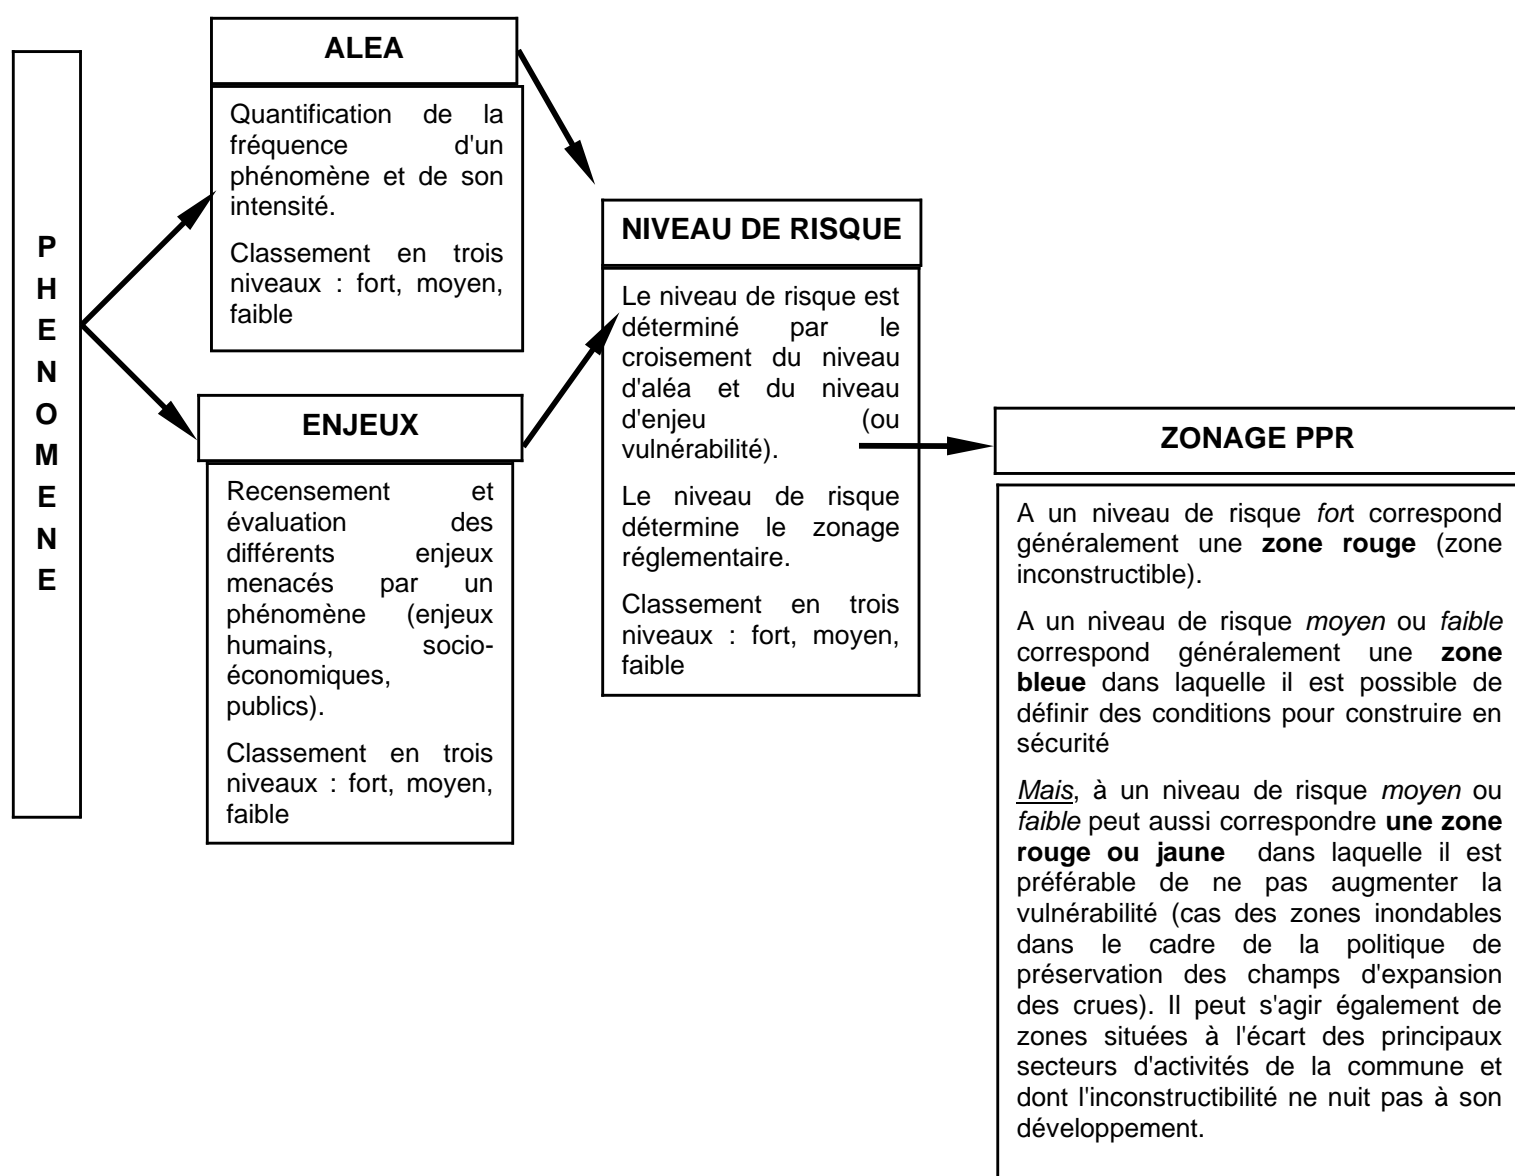 P
H
E
N
O
M
E
N
E
ALEA
Quantification de la
fréquence d'un
phénomène et de son
intensité.
Classement en trois
niveaux : fort, moyen,
faible
ENJEUX
Recensement et
évaluation des
différents enjeux
menacés par un
phénomène (enjeux
humains, socio-
économiques,
publics).
Classement en trois
niveaux : fort, moyen,
faible
NIVEAU DE RISQUE
Le niveau de risque est
déterminé par le
croisement du niveau
d'aléa et du niveau
d'enjeu (ou
vulnérabilité).
Le niveau de risque
détermine le zonage
réglementaire.
Classement en trois
niveaux : fort, moyen,
faible
ZONAGE PPR
A un niveau de risque fort correspond
généralement une zone rouge (zone
inconstructible).
A un niveau de risque moyen ou faible
correspond généralement une zone
bleue dans laquelle il est possible de
définir des conditions pour construire en
sécurité
Mais, à un niveau de risque moyen ou
faible peut aussi correspondre une zone
rouge ou jaune dans laquelle il est
préférable de ne pas augmenter la
vulnérabilité (cas des zones inondables
dans le cadre de la politique de
préservation des champs d'expansion
des crues). Il peut s'agir également de
zones situées à l'écart des principaux
secteurs d'activités de la commune et
dont l'inconstructibilité ne nuit pas à son
développement.